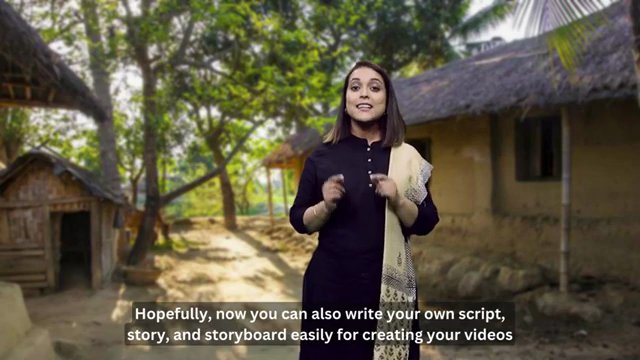 Hopefully, now you can also write your own script,
story, and storyboard easily for creating your videos